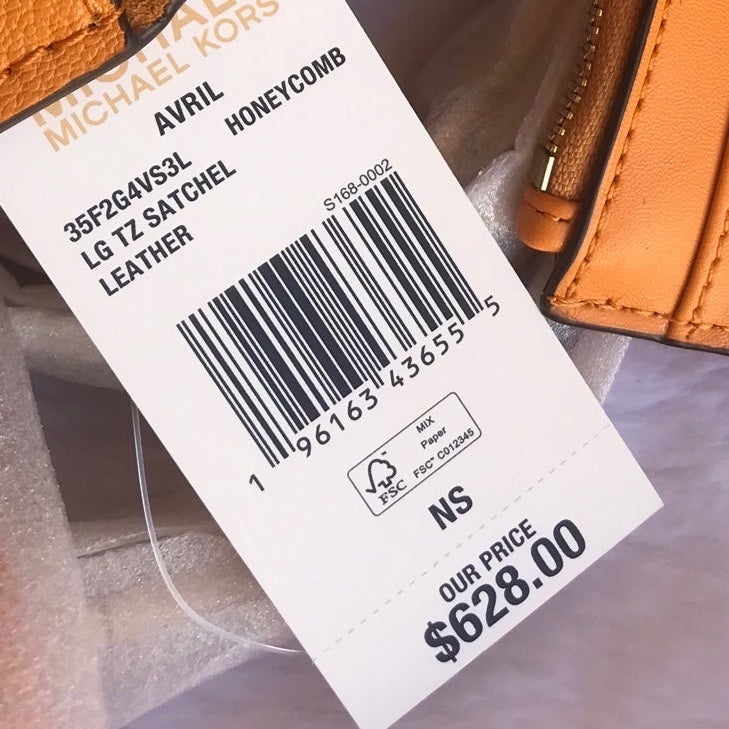 MICHAEL KORS
AVRIL
HONEYCOMB
35F2G4VS3L
LG TZ SATCHEL
LEATHER
S168-0002
1 96163 43655 5
FSC
MIX
Paper
FSC™ C012345
NS
OUR PRICE
$628.00